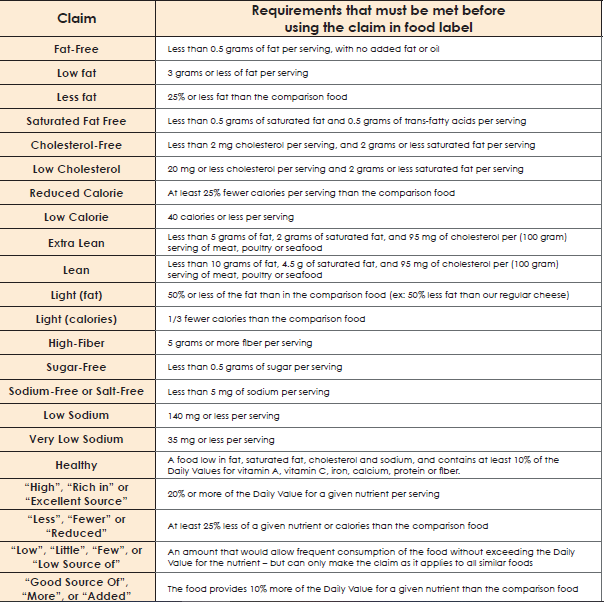 Claim
Requirements that must be met before
using the claim in food label
Fat-Free
Less than 0.5 grams of fat per serving, with no added fat or oil
Low fat
3 grams or less of fat per serving
Less fat
25% or less fat than the comparison food
Saturated Fat Free
Less than 0.5 grams of saturated fat and 0.5 grams of trans-fatty acids per serving
Cholesterol-Free
Less than 2 mg cholesterol per serving, and 2 grams or less saturated fat per serving
Low Cholesterol
20 mg or less cholesterol per serving and 2 grams or less saturated fat per serving
Reduced Calorie
At least 25% fewer calories per serving than the comparison food
Low Calorie
40 calories or less per serving
Extra Lean
Less than 5 grams of fat, 2 grams of saturated fat, and 95 mg of cholesterol per (100 gram)
serving of meat, poultry or seafood
Lean
Less than 10 grams of fat, 4.5 g of saturated fat, and 95 mg of cholesterol per (100 gram)
serving of meat, poultry or seafood
Light (fat)
50% or less of the fat than in the comparison food (ex: 50% less fat than our regular cheese)
Light (calories)
1/3 fewer calories than the comparison food
High-Fiber
5 grams or more fiber per serving
Sugar-Free
Less than 0.5 grams of sugar per serving
Sodium-Free or Salt-Free
Less than 5 mg of sodium per serving
Low Sodium
140 mg or less per serving
Very Low Sodium
35 mg or less per serving
Healthy
A food low in fat, saturated fat, cholesterol and sodium, and contains at least 10% of the
Daily Values for vitamin A, vitamin C, iron, calcium, protein or fiber.
“High”, “Rich in” or
“Excellent Source”
20% or more of the Daily Value for a given nutrient per serving
“Less”, “Fewer” or
“Reduced”
At least 25% less of a given nutrient or calories than the comparison food
“Low”, “Little”, “Few”, or
“Low Source of”
An amount that would allow frequent consumption of the food without exceeding the Daily
Value for the nutrient – but can only make the claim as it applies to all similar foods
“Good Source Of”,
“More”, or “Added”
The food provides 10% more of the Daily Value for a given nutrient than the comparison food